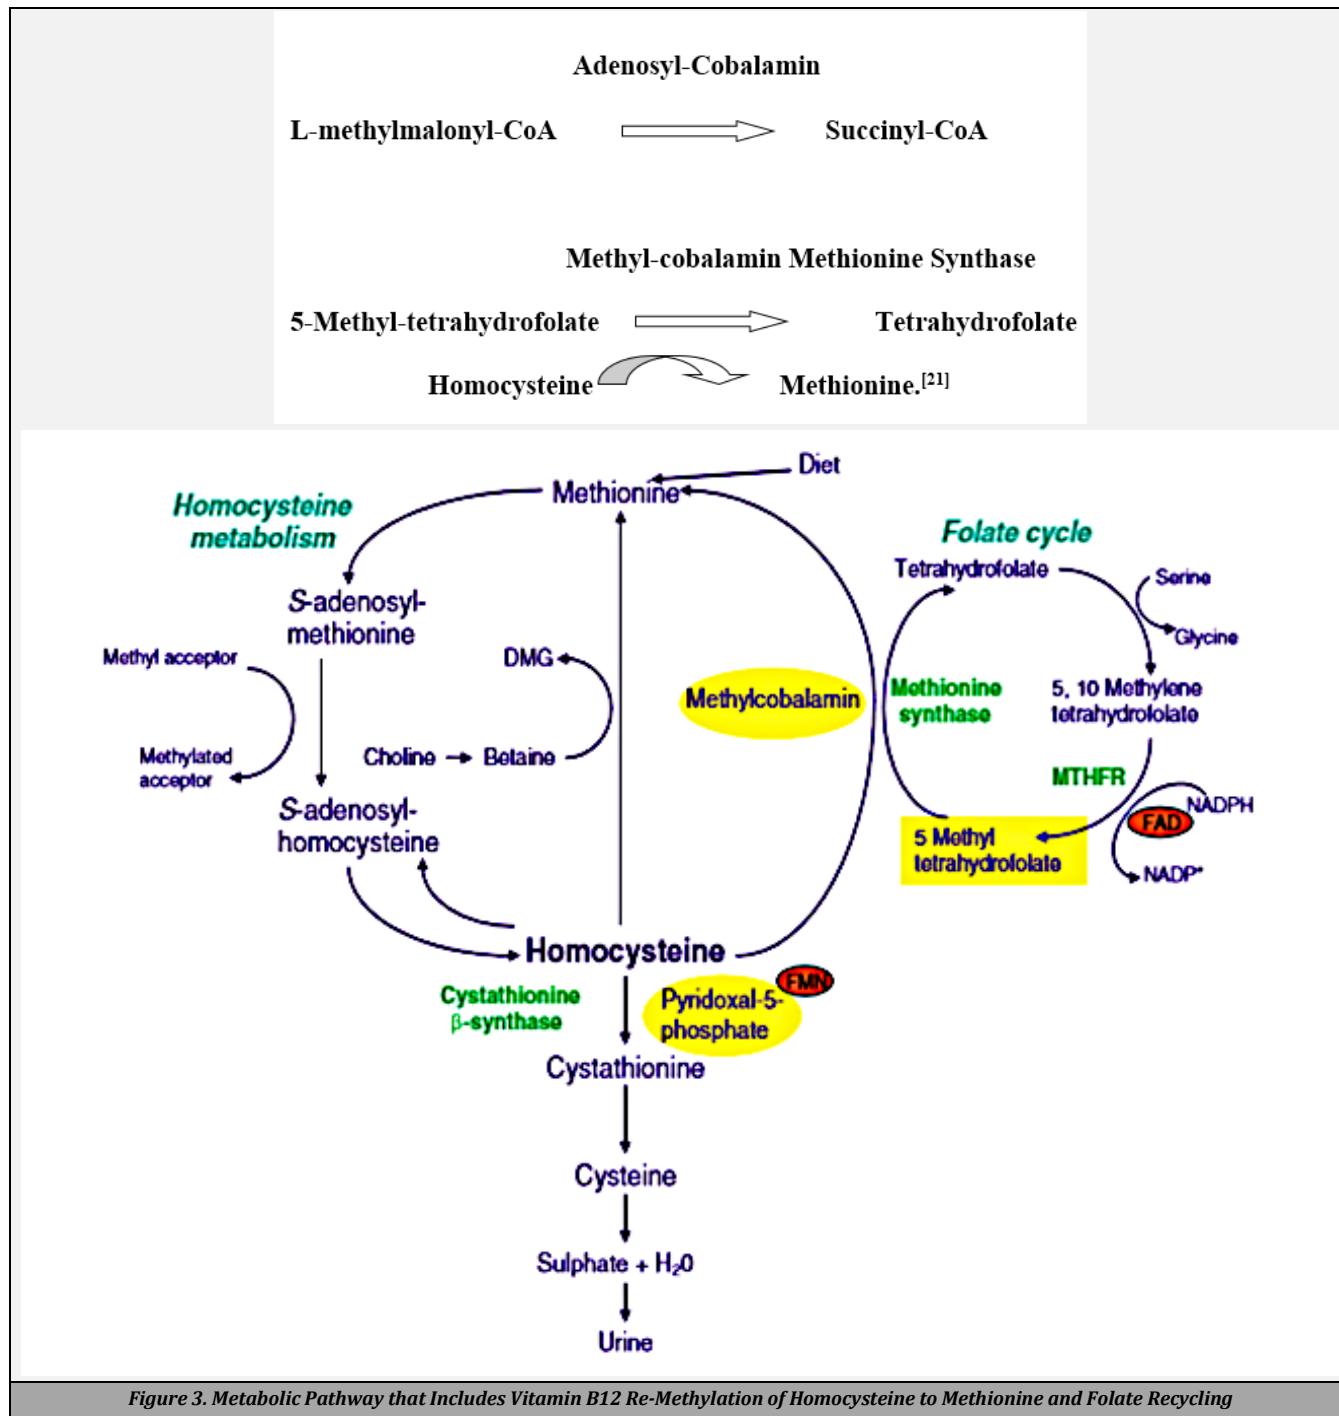 Adenosyl-Cobalamin
L-methylmalonyl-CoA Succinyl-CoA
Methyl-cobalamin Methionine Synthase
5-Methyl-tetrahydrofolate Tetrahydrofolate
Homocysteine Methionine.[21]
Diet
Methionine
Homocysteine
metabolism
Folate cycle
Tetrahydrofolate
Serine
Glycine
S-adenosyl-
methionine
Methyl acceptor
DMG
Methylcobalamin
Methionine
synthase
5, 10 Methylene
tetrahydrofolate
Methylated
acceptor
Choline
Betaine
MTHFR
NADPH
FAD
S-adenosyl-
homocysteine
5 Methyl
tetrahydrofolate
NADP+
Homocysteine
FMN
Cystathionine
β-synthase
Pyridoxal-5-
phosphate
Cystathionine
Cysteine
Sulphate + H20
Urine
Figure 3. Metabolic Pathway that Includes Vitamin B12 Re-Methylation of Homocysteine to Methionine and Folate Recycling